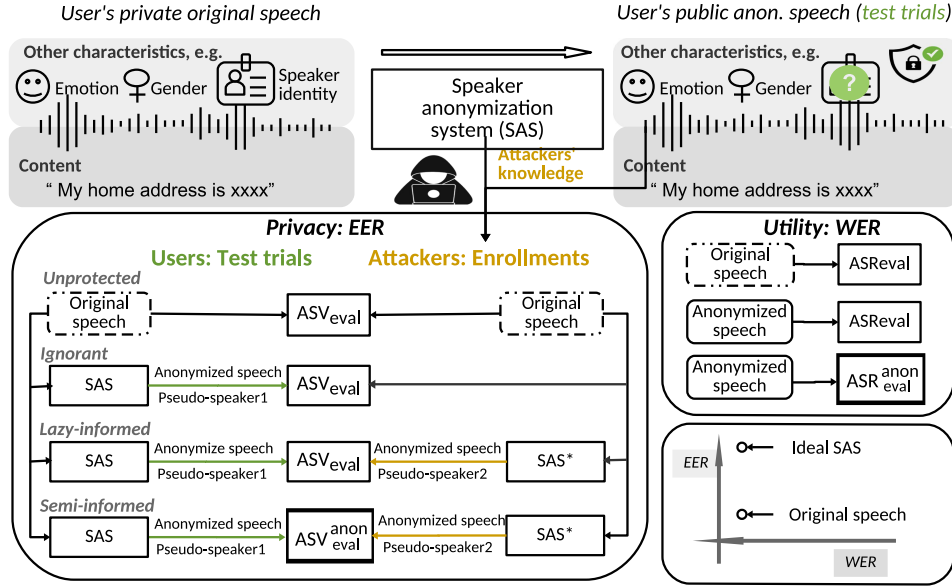 User's private original speech
User's public anon. speech (test trials)
Other characteristics, e.g.
Emotion
Gender
Speaker
identity
Content
“ My home address is xxxx”
Speaker
anonymization
system (SAS)
Attackers'
knowledge
Other characteristics, e.g.
Emotion
Gender
?
Content
“ My home address is xxxx”
Privacy: EER
Users: Test trials
Attackers: Enrollments
Unprotected
Original
speech
ASVeval
Original
speech
Ignorant
SAS
Anonymized speech
Pseudo-speaker1
ASVeval
Lazy-informed
SAS
Anonymize speech
Pseudo-speaker1
ASVeval
Anonymized speech
Pseudo-speaker2
SAS*
Semi-informed
SAS
Anonymized speech
Pseudo-speaker1
ASV anon eval
Anonymized speech
Pseudo-speaker2
SAS*
Utility: WER
Original
speech
ASReval
Anonymized
speech
ASReval
Anonymized
speech
ASR anon eval
EER
Ideal SAS
Original speech
WER